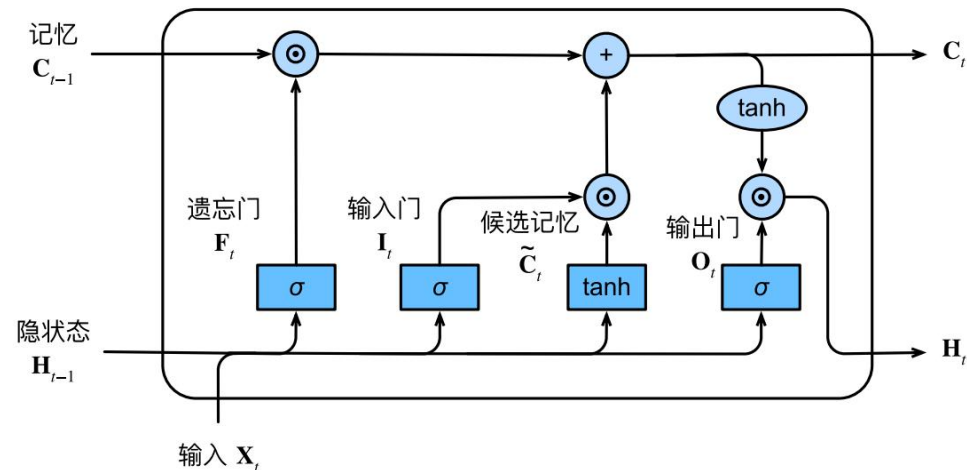 记忆
C_{t-1}
⊙
+
C_t
tanh
遗忘门
F_t
输入门
I_t
候选记忆
C̃_t
⊙
输出门
O_t
⊙
σ
σ
tanh
σ
隐状态
H_{t-1}
H_t
输入 X_t